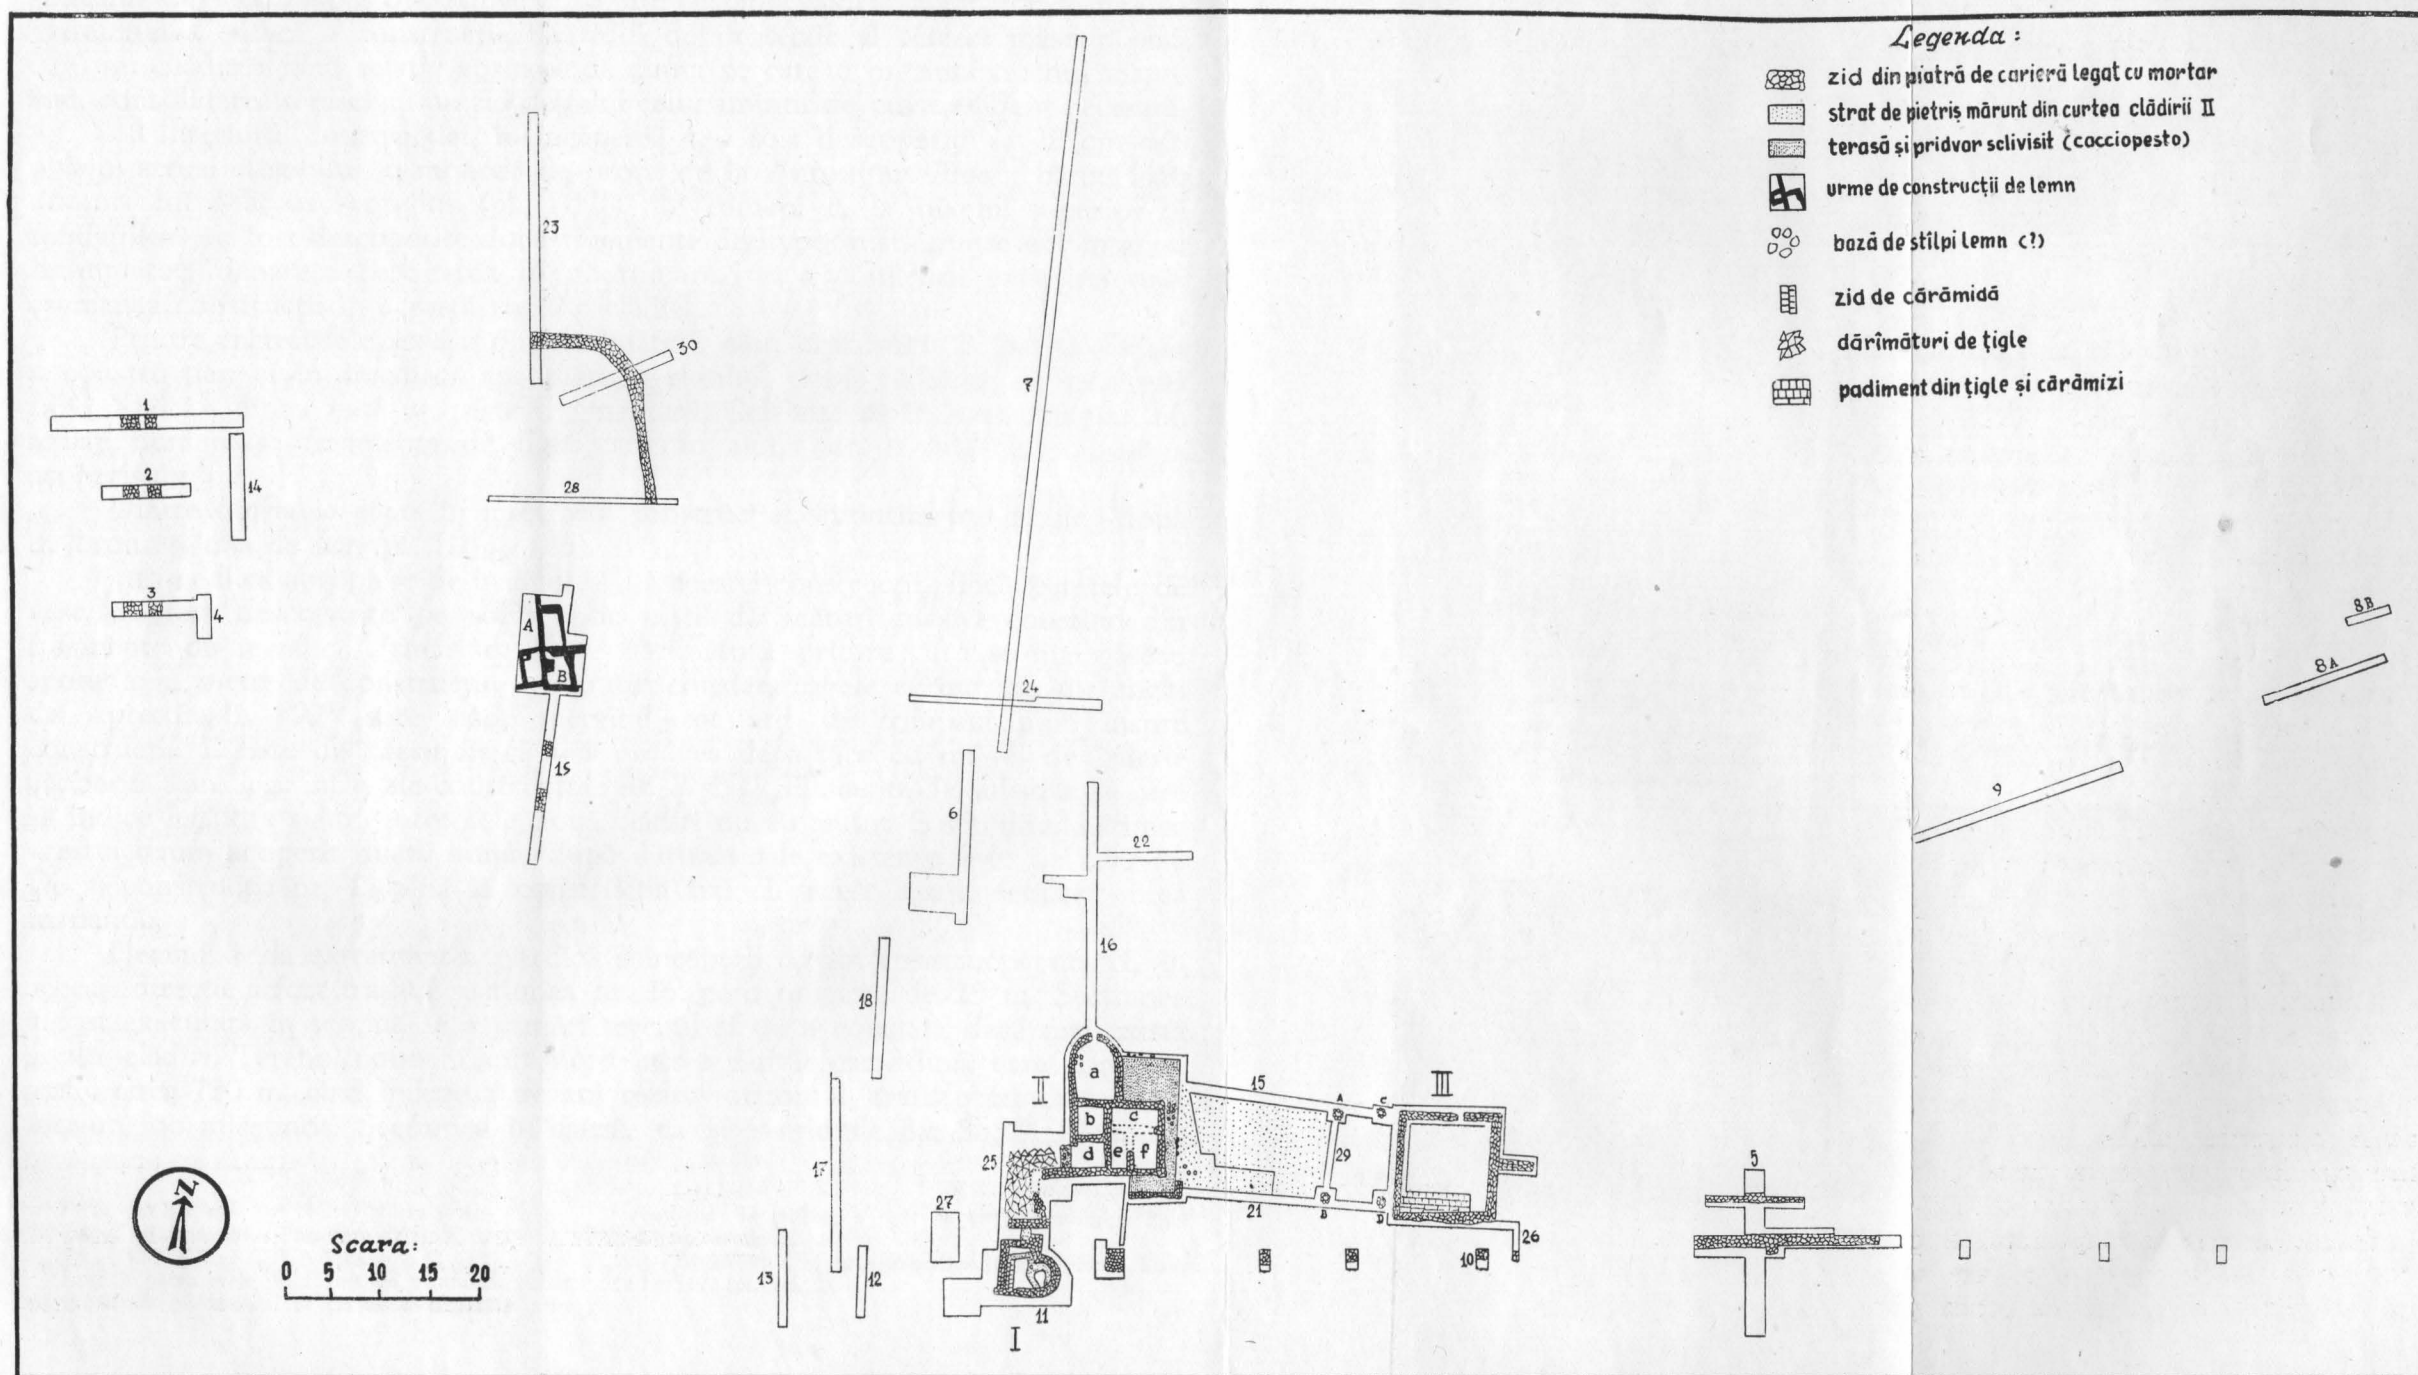 Legenda :
zid din piatră de carieră legat cu mortar
strat de pietriș mărunt din curtea clădirii II
terasă și pridvor sclivisit (cocciopesto)
urme de construcții de lemn
bază de stîlpi lemn (?)
zid de cărămidă
dărîmături de țigle
padiment din țigle și cărămizi
23
30
7
1
2
14
28
3
4
A
B
19
24
6
22
16
18
8B
8A
9
II
a
b
c
d
e
f
15
A
C
III
25
17
29
21
B
D
26
27
10
5
13
12
11
I
N
Scara:
0 5 10 15 20